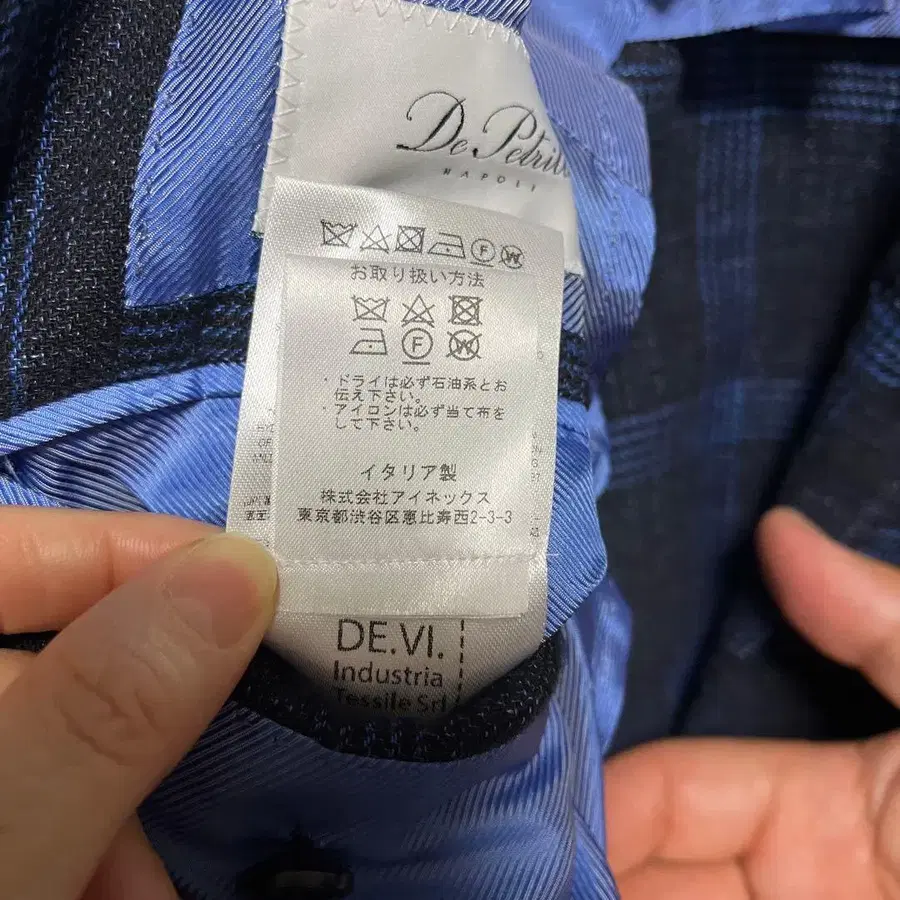 De Petrill
NAPOLI
お取り扱い方法
・ドライは必ず石油系とお
伝え下さい。
・アイロンは必ず当て布を
して下さい。
イタリア製
株式会社アイネックス
東京都渋谷区恵比寿西2-3-3
DE.VI.
Industria
Tessile Srl